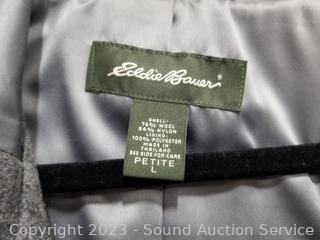 Eddie Bauer®
SHELL:
76% WOOL
24% NYLON
LINING:
100% POLYESTER
MADE IN
THAILAND
SEE SIDE FOR CARE
PETITE
L
Copyright 2023 - Sound Auction Service